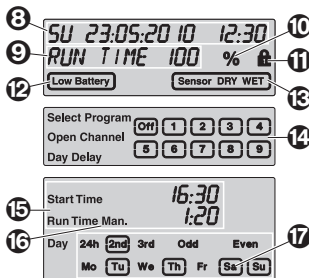 8 SU 23:05:2010 12:30 10
9 RUN TIME 100 % 11
12 Low Battery Sensor DRY WET 13
Select Program Off 1 2 3 4
Open Channel 14
Day Delay 5 6 7 8 9
15 Start Time 16:30
16 Run Time Man. 1:20
Day 24h 2nd 3rd Odd Even 17
Mo Tu We Th Fr Sa Su